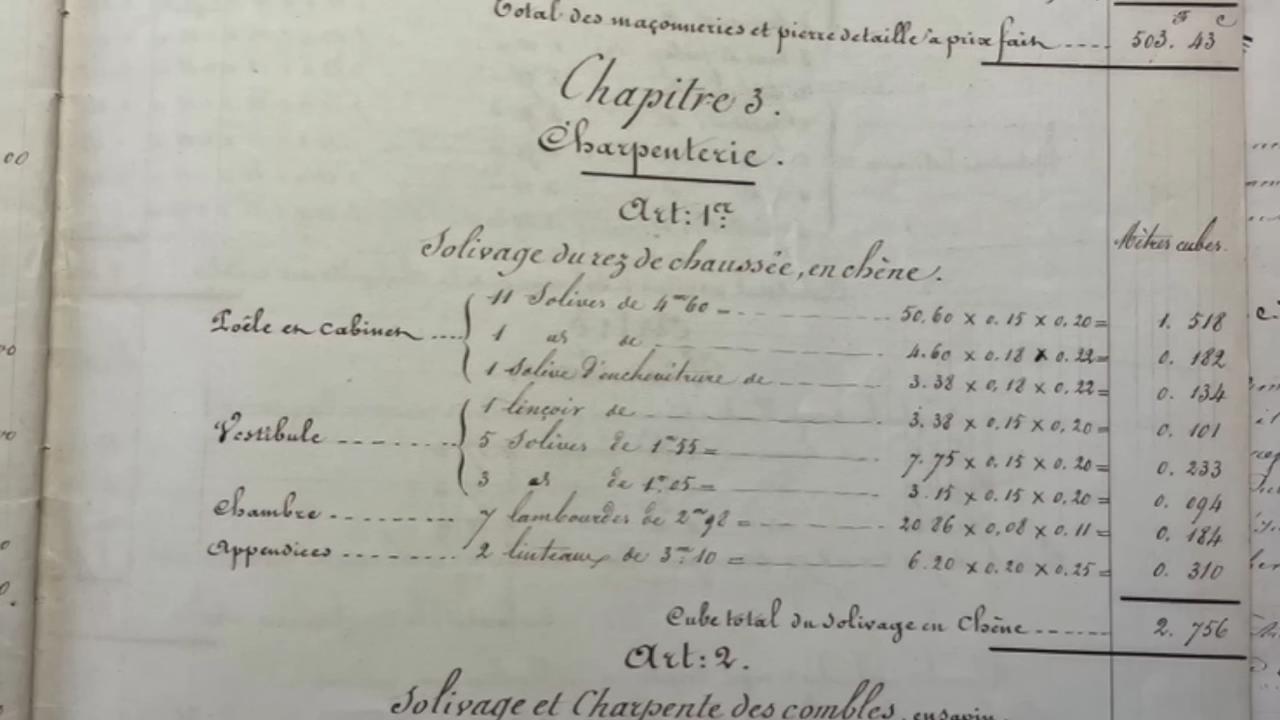 Total des maçonneries et pierre de taille à prix fait ---- 503. 43
F c
Chapitre 3.
Charpenterie.
Art: 1er
Mètres cubes.
Solivage du rez de chaussée, en chêne.
Poêle en cabinet .... 11 Solives de 4m60 = 50.60 x 0.15 x 0.20 = 1. 518
1 as de 4.60 x 0.18 x 0.22 = 0. 182
1 Solive d'enchevêtrure de 3.38 x 0.18 x 0.22 = 0. 134
Vestibule ........ 1 linçoir de 3.38 x 0.15 x 0.20 = 0. 101
5 Solives de 1m55 = 7.75 x 0.15 x 0.20 = 0. 233
3 as de 1m05 = 3.15 x 0.15 x 0.20 = 0. 094
Chambre ........ 7 lambourdes de 2m98 = 20 86 x 0.08 x 0.11 = 0. 184
Appendices ........ 2 linteaux de 3m10 = 6.20 x 0.20 x 0.25 = 0. 310
Cube total du solivage en Chêne ...... 2. 756
Art: 2.
Solivage et Charpente des combles, en sapin.